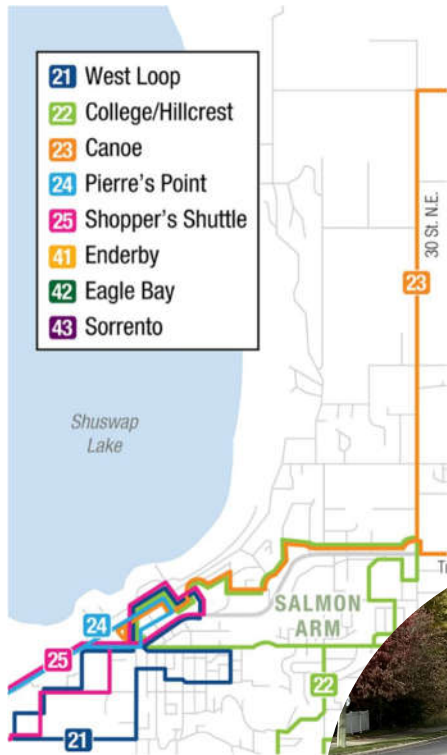 21 West Loop
22 College/Hillcrest
23 Canoe
24 Pierre's Point
25 Shopper's Shuttle
41 Enderby
42 Eagle Bay
43 Sorrento
30 St. N.E.
23
Shuswap
Lake
SALMON
ARM
24
25
22
21